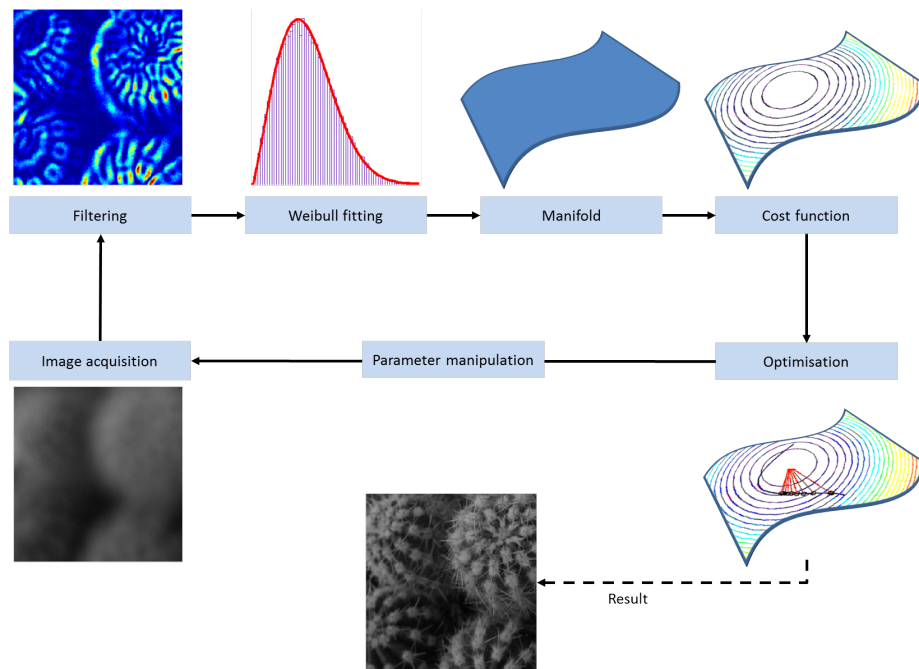 Filtering
Weibull fitting
Manifold
Cost function
Image acquisition
Parameter manipulation
Optimisation
Result